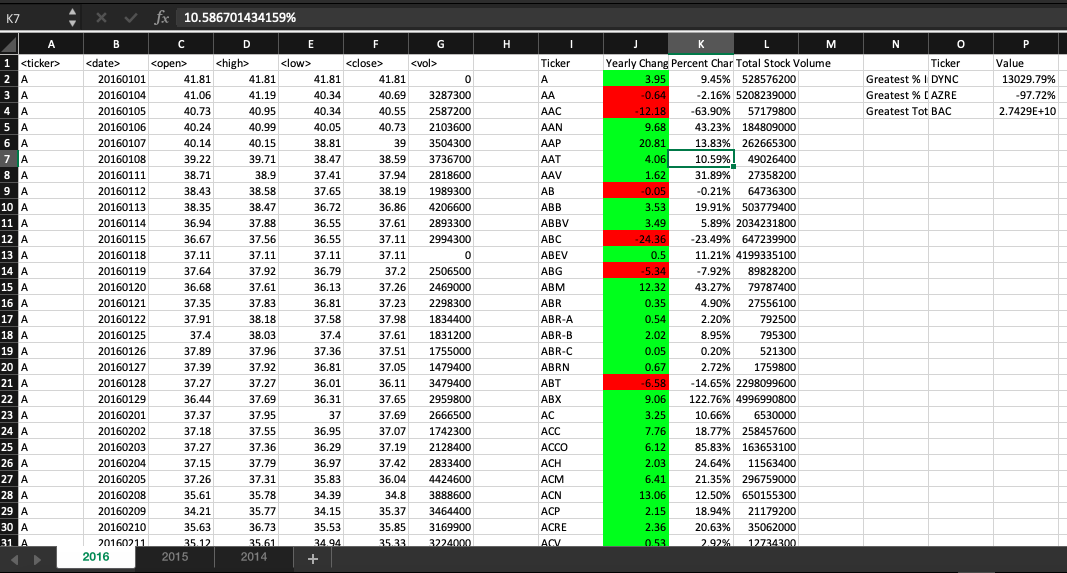 K7 fx 10.586701434159%
A B C D E F G H I J K L M N O P
1 <ticker> <date> <open> <high> <low> <close> <vol> Ticker Yearly Chang Percent Char Total Stock Volume Ticker Value
2 A 20160101 41.81 41.81 41.81 41.81 0 A 3.95 9.45% 528576200 Greatest % I DYNC 13029.79%
3 A 20160104 41.06 41.19 40.34 40.69 3287300 AA -0.64 -2.16% 5208239000 Greatest % D AZRE -97.72%
4 A 20160105 40.73 40.95 40.34 40.55 2587200 AAC -12.18 -63.90% 57179800 Greatest Tot BAC 2.7429E+10
5 A 20160106 40.24 40.99 40.05 40.73 2103600 AAN 9.68 43.23% 184809000
6 A 20160107 40.14 40.15 38.81 39 3504300 AAP 20.81 13.83% 262665300
7 A 20160108 39.22 39.71 38.47 38.59 3736700 AAT 4.06 10.59% 49026400
8 A 20160111 38.71 38.9 37.41 37.94 2818600 AAV 1.62 31.89% 27358200
9 A 20160112 38.43 38.58 37.65 38.19 1989300 AB -0.05 -0.21% 64736300
10 A 20160113 38.35 38.47 36.72 36.86 4206600 ABB 3.53 19.91% 503779400
11 A 20160114 36.94 37.88 36.55 37.61 2893300 ABBV 3.49 5.89% 2034231800
12 A 20160115 36.67 37.56 36.55 37.11 2994300 ABC -24.36 -23.49% 647239900
13 A 20160118 37.11 37.11 37.11 37.11 0 ABEV 0.5 11.21% 4199335100
14 A 20160119 37.64 37.92 36.79 37.2 2506500 ABG -5.34 -7.92% 89828200
15 A 20160120 36.68 37.61 36.13 37.26 2469000 ABM 12.32 43.27% 79787400
16 A 20160121 37.35 37.83 36.81 37.23 2298300 ABR 0.35 4.90% 27556100
17 A 20160122 37.91 38.18 37.58 37.98 1834400 ABR-A 0.54 2.20% 792500
18 A 20160125 37.4 38.03 37.4 37.61 1831200 ABR-B 2.02 8.95% 795300
19 A 20160126 37.89 37.96 37.36 37.51 1755000 ABR-C 0.05 0.20% 521300
20 A 20160127 37.39 37.92 36.81 37.05 1479400 ABRN 0.67 2.72% 1759800
21 A 20160128 37.27 37.27 36.01 36.11 3479400 ABT -6.58 -14.65% 2298099600
22 A 20160129 36.44 37.69 36.31 37.65 2959800 ABX 9.06 122.76% 4996990800
23 A 20160201 37.37 37.95 37 37.69 2666500 AC 3.25 10.66% 6530000
24 A 20160202 37.18 37.55 36.95 37.07 1742300 ACC 7.76 18.77% 258457600
25 A 20160203 37.27 37.36 36.29 37.19 2128400 ACCO 6.12 85.83% 163653100
26 A 20160204 37.15 37.79 36.97 37.42 2833400 ACH 2.03 24.64% 11563400
27 A 20160205 37.26 37.31 35.83 36.04 4424600 ACM 6.41 21.35% 296759000
28 A 20160208 35.61 35.78 34.39 34.8 3888600 ACN 13.06 12.50% 650155300
29 A 20160209 34.21 35.77 34.15 35.37 3464400 ACP 2.15 18.94% 21179200
30 A 20160210 35.63 36.73 35.53 35.85 3169900 ACRE 2.36 20.63% 35062000
31 A 20160211 35.12 35.61 34.94 35.33 3224000 ACV 0.53 2.92% 12734300
2016 2015 2014 +